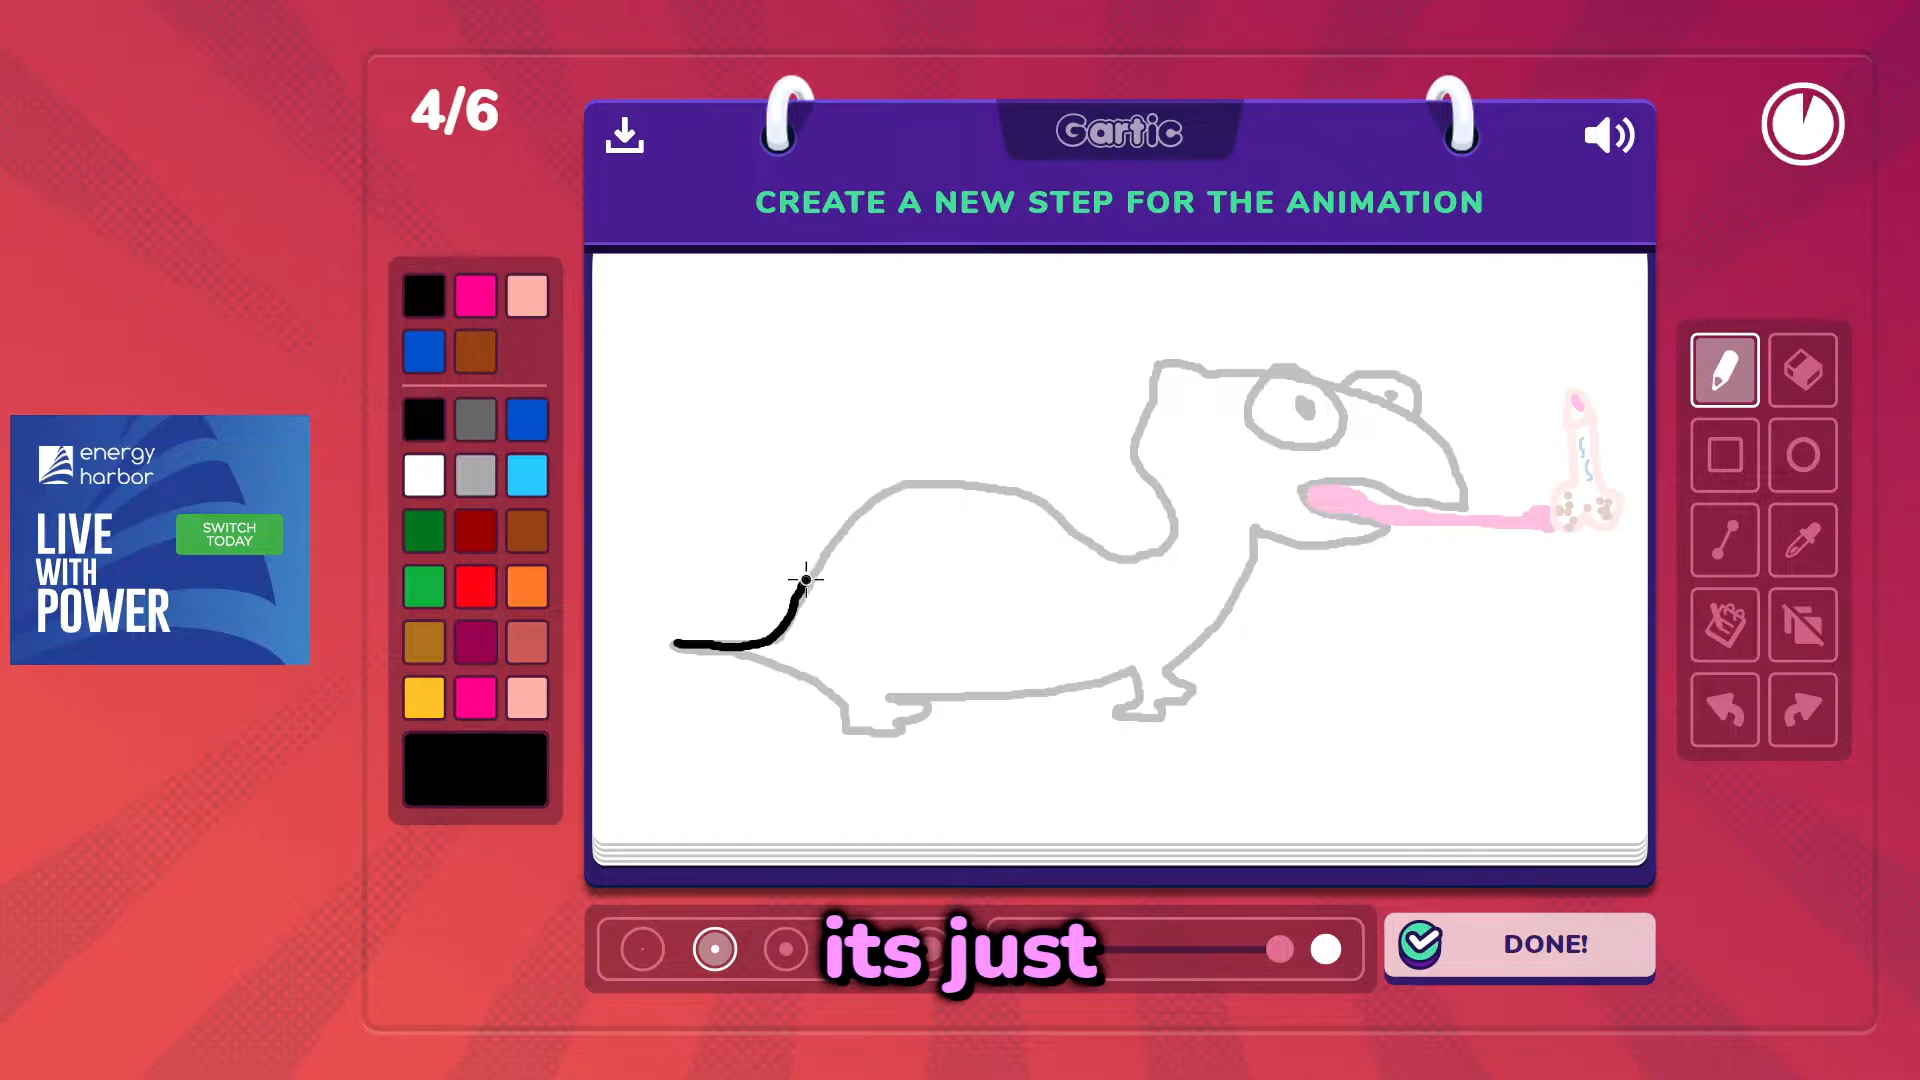 4/6
Gartic
CREATE A NEW STEP FOR THE ANIMATION
energy
harbor
LIVE
WITH
POWER
SWITCH
TODAY
its just
DONE!